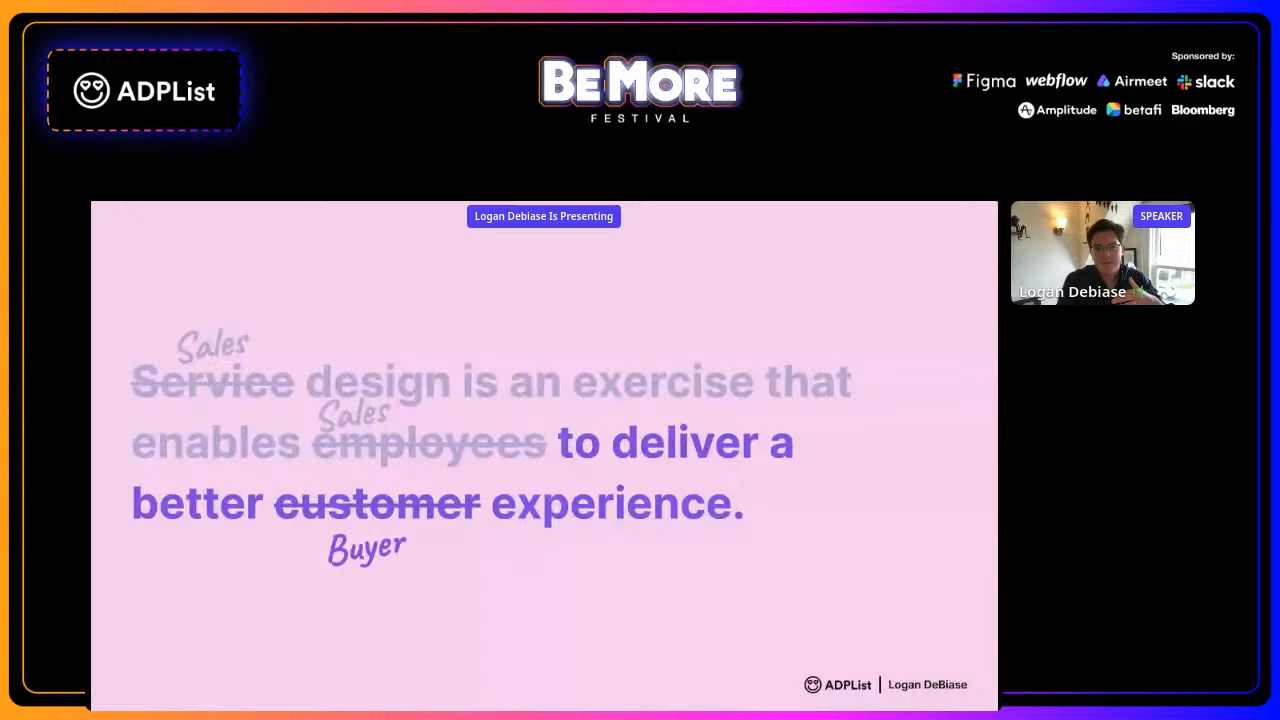 ADPList
BE MORE
FESTIVAL
Sponsored by:
Figma webflow Airmeet slack
Amplitude betafi Bloomberg
Logan Debiase Is Presenting
SPEAKER
Logan Debiase
Sales
Service design is an exercise that
Sales
enables employees to deliver a
better customer experience.
Buyer
ADPList | Logan DeBiase